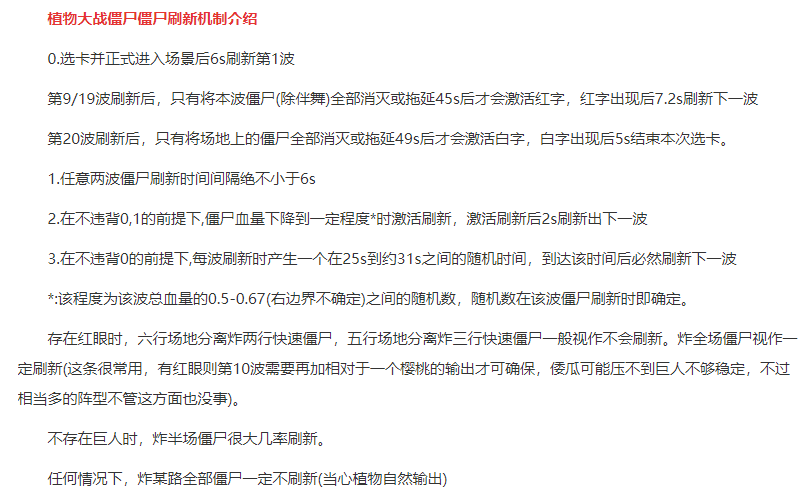 植物大战僵尸僵尸刷新机制介绍
0.选卡并正式进入场景后6s刷新第1波
第9/19波刷新后，只有将本波僵尸(除伴舞)全部消灭或拖延45s后才会激活红字，红字出现后7.2s刷新下一波
第20波刷新后，只有将场地上的僵尸全部消灭或拖延49s后才会激活白字，白字出现后5s结束本次选卡。
1.任意两波僵尸刷新时间间隔绝不小于6s
2.在不违背0,1的前提下,僵尸血量下降到一定程度*时激活刷新，激活刷新后2s刷新出下一波
3.在不违背0的前提下,每波刷新时产生一个在25s到约31s之间的随机时间，到达该时间后必然刷新下一波
*:该程度为该波总血量的0.5-0.67(右边界不确定)之间的随机数，随机数在该波僵尸刷新时即确定。
存在红眼时，六行场地分离炸两行快速僵尸，五行场地分离炸三行快速僵尸一般视作不会刷新。炸全场僵尸视作一
定刷新(这条很常用，有红眼则第10波需要再加相对于一个樱桃的输出才可确保，倭瓜可能压不到巨人不够稳定，不过
相当多的阵型不管这方面也没事)。
不存在巨人时，炸半场僵尸很大几率刷新。
任何情况下，炸某路全部僵尸一定不刷新(当心植物自然输出)